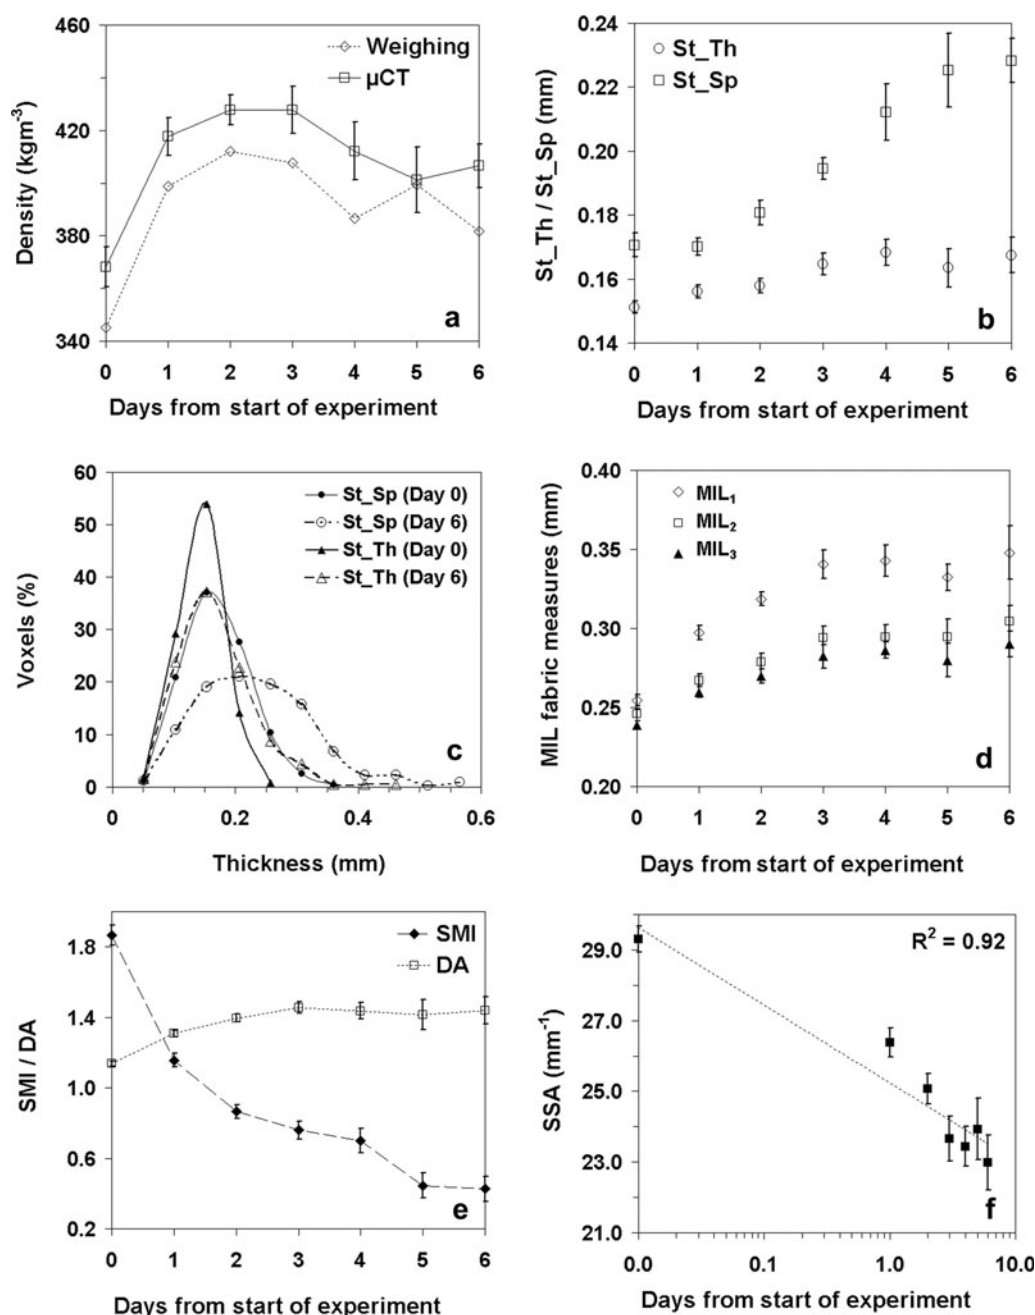 460
420
380
340
Density (kgm⁻³)
Weighing
µCT
a
0 1 2 3 4 5 6
Days from start of experiment
0.24
0.22
0.20
0.18
0.16
0.14
St_Th / St_Sp (mm)
St_Th
St_Sp
b
0 1 2 3 4 5 6
Days from start of experiment
60
50
40
30
20
10
0
Voxels (%)
St_Sp (Day 0)
St_Sp (Day 6)
St_Th (Day 0)
St_Th (Day 6)
c
0 0.2 0.4 0.6
Thickness (mm)
0.40
0.35
0.30
0.25
0.20
MIL fabric measures (mm)
MIL₁
MIL₂
MIL₃
d
0 1 2 3 4 5 6
Days from start of experiment
1.8
1.4
1.0
0.6
0.2
SMI / DA
SMI
DA
e
0 1 2 3 4 5 6
Days from start of experiment
29.0
27.0
25.0
23.0
21.0
SSA (mm⁻¹)
R² = 0.92
f
0.0 0.1 1.0 10.0
Days from start of experiment